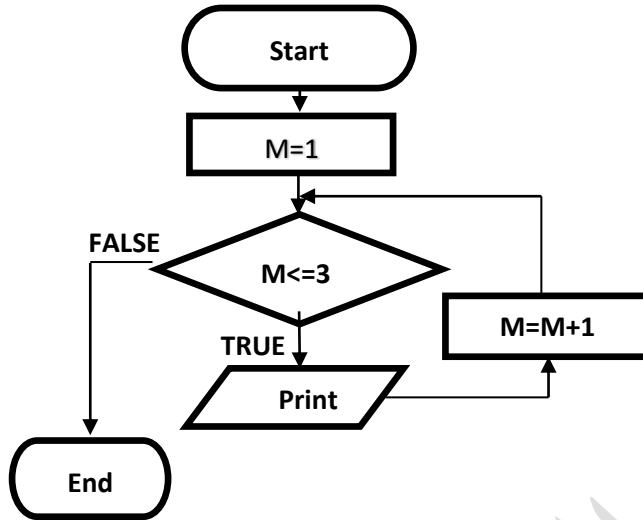 Start
M=1
FALSE
M<=3
M=M+1
TRUE
Print
End